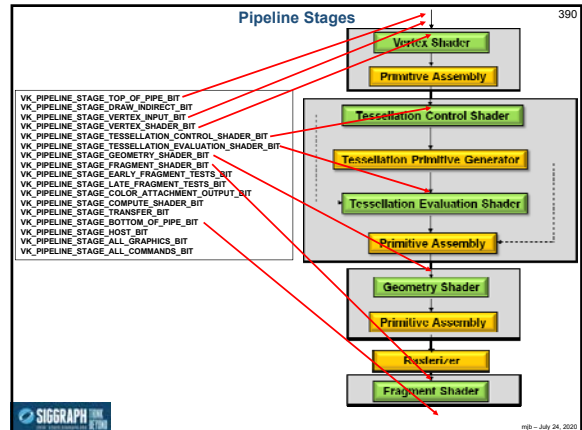 Pipeline Stages
390
VK_PIPELINE_STAGE_TOP_OF_PIPE_BIT
VK_PIPELINE_STAGE_DRAW_INDIRECT_BIT
VK_PIPELINE_STAGE_VERTEX_INPUT_BIT
VK_PIPELINE_STAGE_VERTEX_SHADER_BIT
VK_PIPELINE_STAGE_TESSELLATION_CONTROL_SHADER_BIT
VK_PIPELINE_STAGE_TESSELLATION_EVALUATION_SHADER_BIT
VK_PIPELINE_STAGE_GEOMETRY_SHADER_BIT
VK_PIPELINE_STAGE_FRAGMENT_SHADER_BIT
VK_PIPELINE_STAGE_EARLY_FRAGMENT_TESTS_BIT
VK_PIPELINE_STAGE_LATE_FRAGMENT_TESTS_BIT
VK_PIPELINE_STAGE_COLOR_ATTACHMENT_OUTPUT_BIT
VK_PIPELINE_STAGE_COMPUTE_SHADER_BIT
VK_PIPELINE_STAGE_TRANSFER_BIT
VK_PIPELINE_STAGE_BOTTOM_OF_PIPE_BIT
VK_PIPELINE_STAGE_HOST_BIT
VK_PIPELINE_STAGE_ALL_GRAPHICS_BIT
VK_PIPELINE_STAGE_ALL_COMMANDS_BIT
Vertex Shader
Primitive Assembly
Tessellation Control Shader
Tessellation Primitive Generator
Tessellation Evaluation Shader
Primitive Assembly
Geometry Shader
Primitive Assembly
Rasterizer
Fragment Shader
SIGGRAPH THINK
BEYOND
mjb – July 24, 2020